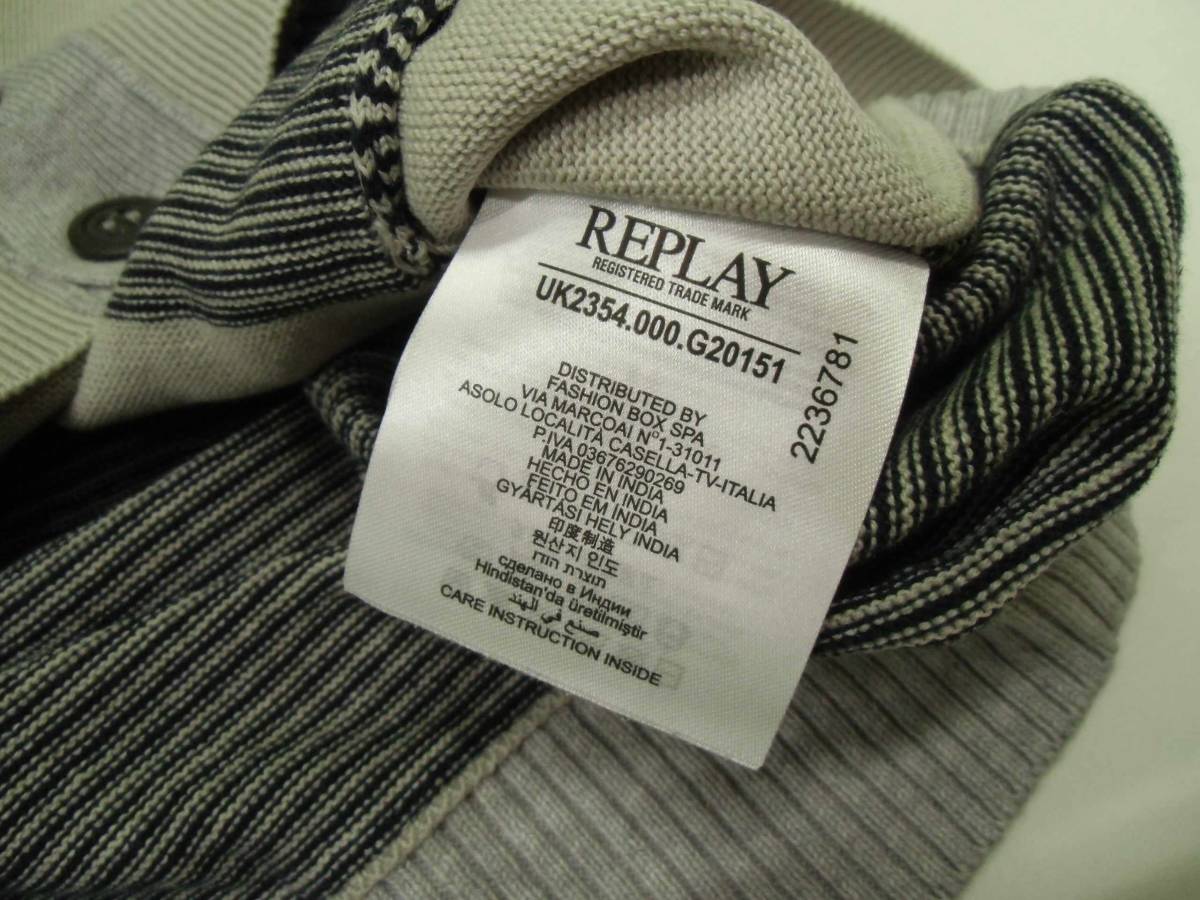 REPLAY
REGISTERED TRADE MARK
UK2354.000.G20151
2236781
DISTRIBUTED BY
FASHION BOX SPA
VIA MARCOAI N°1-31011
ASOLO LOCALITÀ CASELLA-TV-ITALIA
P.IVA 03676290269
MADE IN INDIA
HECHO EN INDIA
FEITO EM INDIA
GYÁRTÁSI HELY INDIA
印度制造
원산지 인도
תוצרת הודו
сделано в Индии
Hindistan'da üretilmiştir
صنع في الهند
CARE INSTRUCTION INSIDE